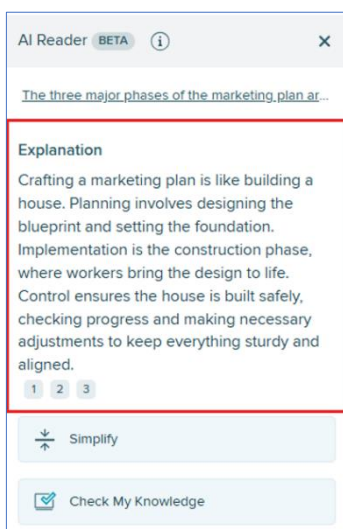 AI Reader BETA i ×
The three major phases of the marketing plan ar...
Explanation
Crafting a marketing plan is like building a
house. Planning involves designing the
blueprint and setting the foundation.
Implementation is the construction phase,
where workers bring the design to life.
Control ensures the house is built safely,
checking progress and making necessary
adjustments to keep everything sturdy and
aligned.
1 2 3
Simplify
Check My Knowledge